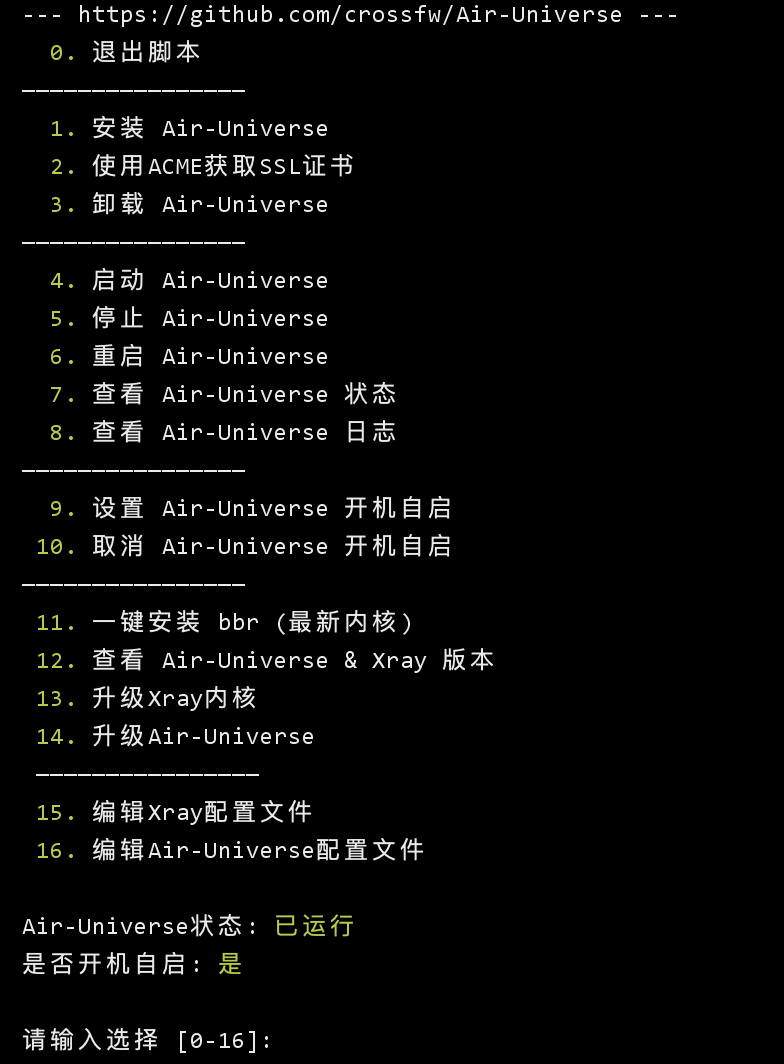 --- https://github.com/crossfw/Air-Universe ---
0. 退出脚本
————————————————
1. 安装 Air-Universe
2. 使用ACME获取SSL证书
3. 卸载 Air-Universe
————————————————
4. 启动 Air-Universe
5. 停止 Air-Universe
6. 重启 Air-Universe
7. 查看 Air-Universe 状态
8. 查看 Air-Universe 日志
————————————————
9. 设置 Air-Universe 开机自启
10. 取消 Air-Universe 开机自启
————————————————
11. 一键安装 bbr (最新内核)
12. 查看 Air-Universe & Xray 版本
13. 升级Xray内核
14. 升级Air-Universe
————————————————
15. 编辑Xray配置文件
16. 编辑Air-Universe配置文件
Air-Universe状态: 已运行
是否开机自启: 是
请输入选择 [0-16]: